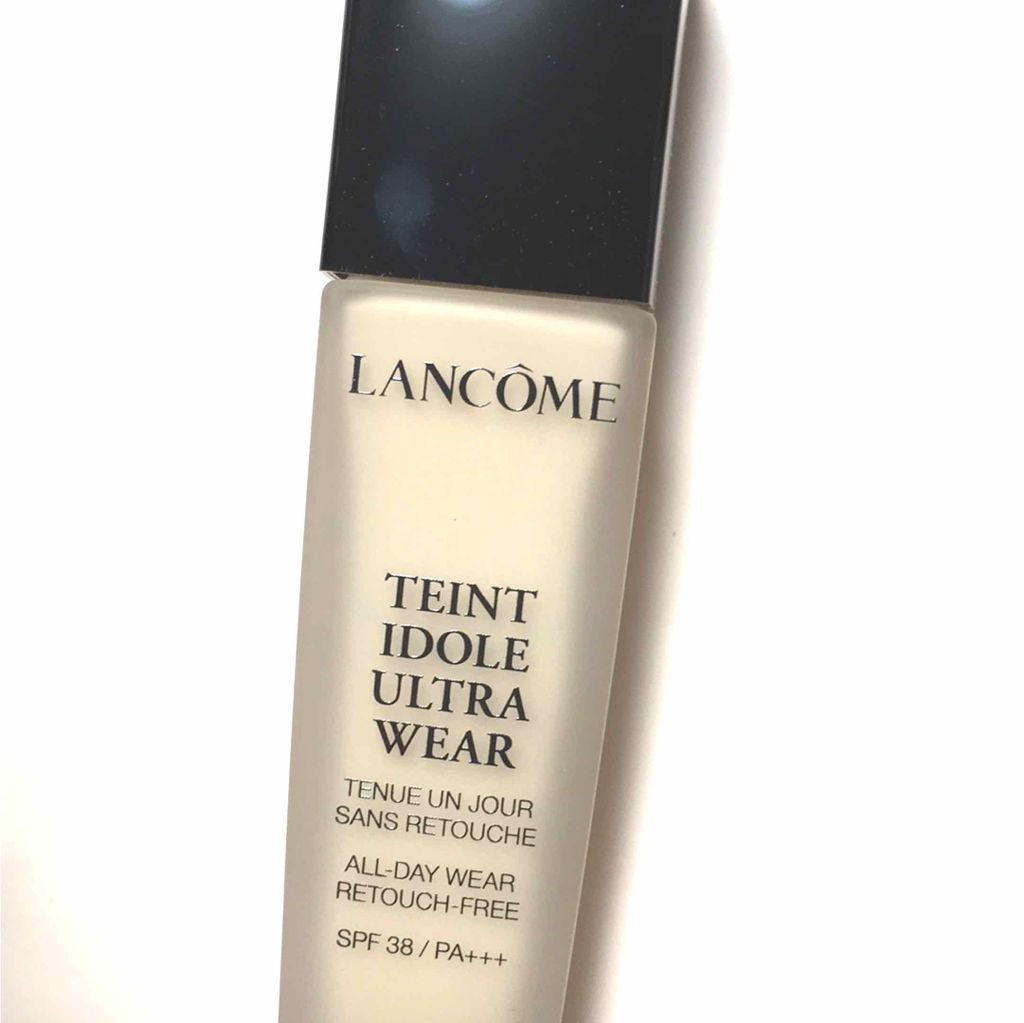 LANCÔME
TEINT
IDOLE
ULTRA
WEAR
TENUE UN JOUR
SANS RETOUCHE
ALL-DAY WEAR
RETOUCH-FREE
SPF 38 / PA+++